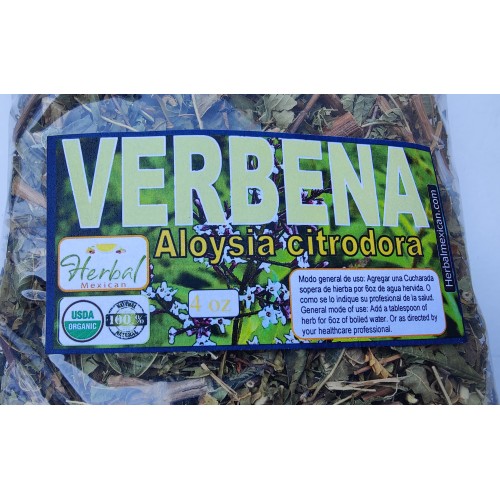 VERBENA
Aloysia citrodora
Herbal
Mexican
4 oz
USDA
ORGANIC
NATURAL
100 %
NATURAL
Modo general de uso: Agregar una Cucharada
sopera de hierba por 6oz de agua hervida. O
como se lo indique su profesional de la salud.
General mode of use: Add a tablespoon of
herb for 6oz of boiled water. Or as directed by
your healthcare professional.
Herbalmexican.com